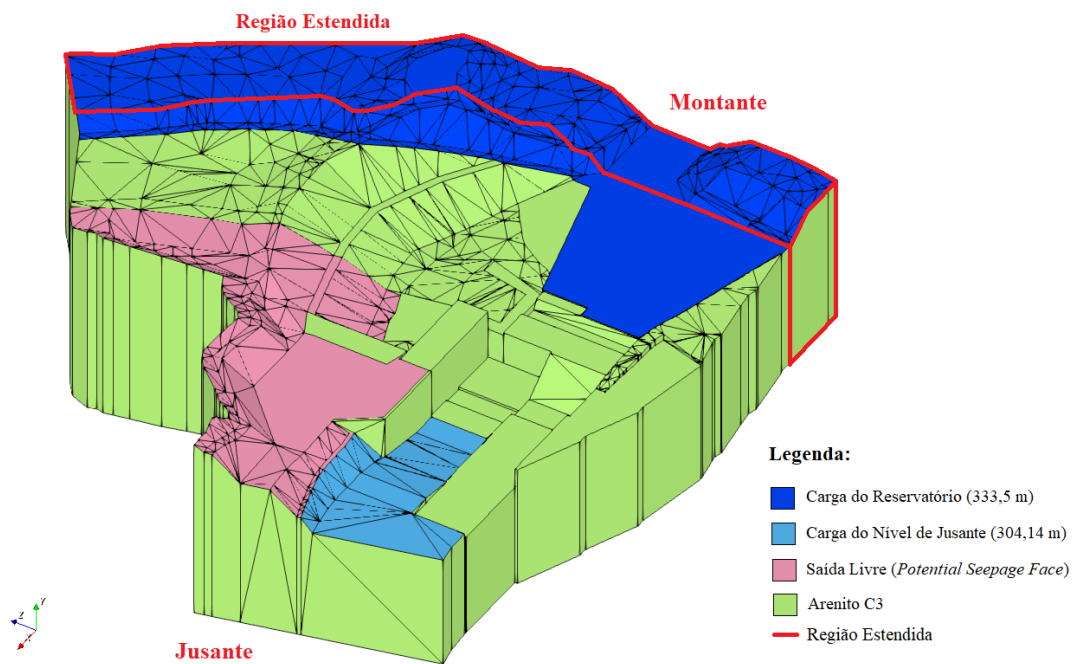 Região Estendida
Montante
Legenda:
Carga do Reservatório (333,5 m)
Carga do Nível de Jusante (304,14 m)
Saída Livre (Potential Seepage Face)
Arenito C3
Região Estendida
Z Y
X
Jusante